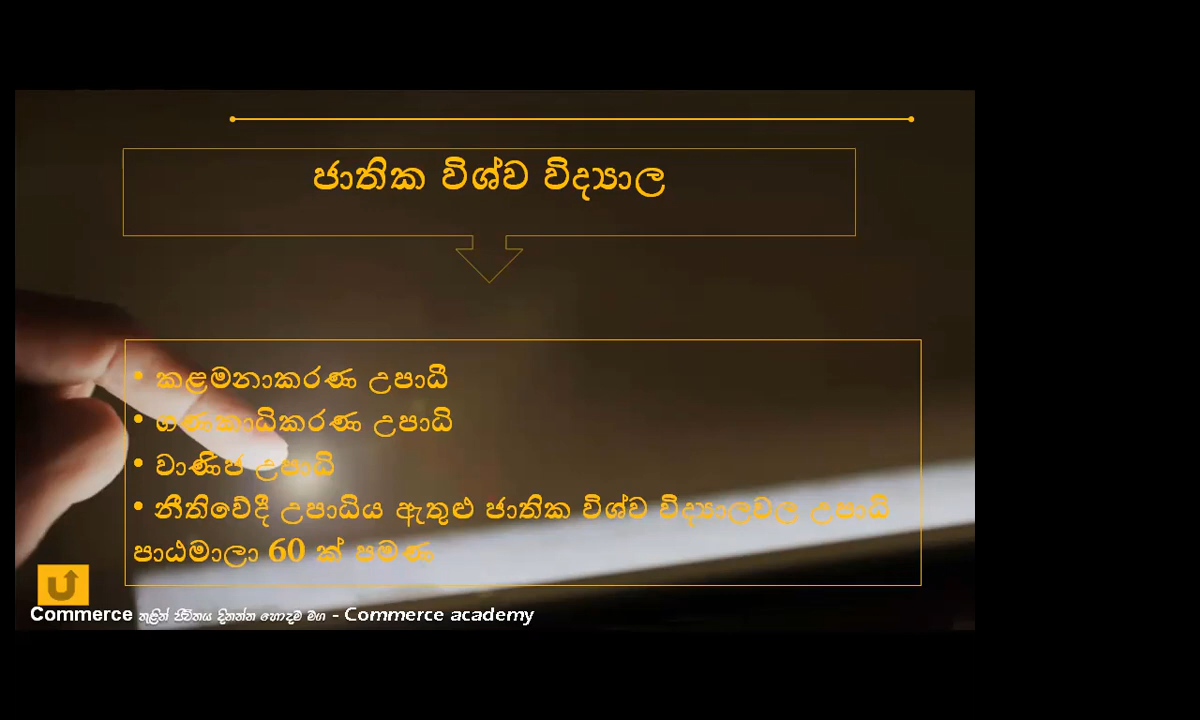 ජාතික විශ්ව විද්‍යාල
• කළමනාකරණ උපාධී
• ගණකාධිකරණ උපාධි
• වාණිජ උපාධි
• නීතිවේදී උපාධිය ඇතුළු ජාතික විශ්ව විද්‍යාලවල උපාධි
පාඨමාලා 60 ක් පමණ
Commerce තුළින් ජීවිතය දිනන්න හොදම මග - Commerce academy